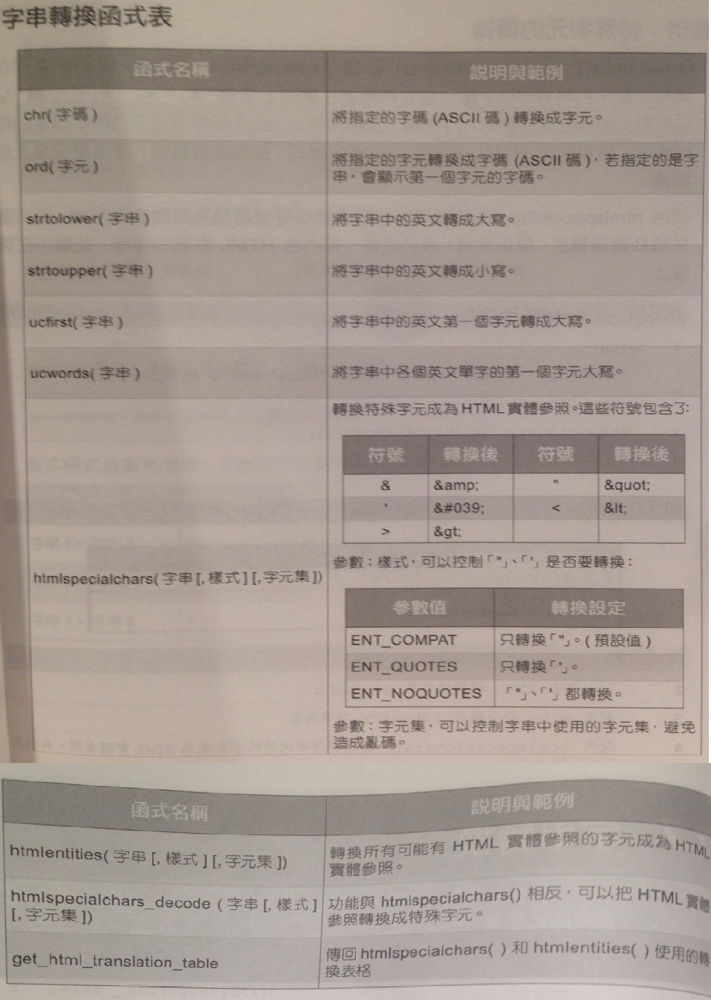 字串轉換函式表
函式名稱 說明與範例
chr( 字碼 ) 將指定的字碼 (ASCII 碼 ) 轉換成字元。
ord( 字元 ) 將指定的字元轉換成字碼 (ASCII 碼 )，若指定的是字
串，會顯示第一個字元的字碼。
strtolower( 字串 ) 將字串中的英文轉成大寫。
strtoupper( 字串 ) 將字串中的英文轉成小寫。
ucfirst( 字串 ) 將字串中的英文第一個字元轉成大寫。
ucwords( 字串 ) 將字串中各個英文單字的第一個字元大寫。
轉換特殊字元成為 HTML 實體參照。這些符號包含了:
符號 轉換後 符號 轉換後
& &amp; " &quot;
' &#039; < &lt;
> &gt;
參數：樣式，可以控制「"」、「'」是否要轉換：
htmlspecialchars( 字串 [, 樣式 ] [,字元集 ])
參數值 轉換設定
ENT_COMPAT 只轉換「"」。( 預設值 )
ENT_QUOTES 只轉換「'」。
ENT_NOQUOTES 「"」、「'」都轉換。
參數：字元集，可以控制字串中使用的字元集，避免
造成亂碼。
函式名稱 說明與範例
htmlentities( 字串 [, 樣式 ] [, 字元集 ]) 轉換所有可能有 HTML 實體參照的字元成為 HTML
實體參照。
htmlspecialchars_decode ( 字串 [, 樣式 ] 功能與 htmlspecialchars() 相反，可以把 HTML 實體
[, 字元集 ]) 參照轉換成特殊字元。
get_html_translation_table 傳回 htmlspecialchars( ) 和 htmlentities( ) 使用的轉
換表格